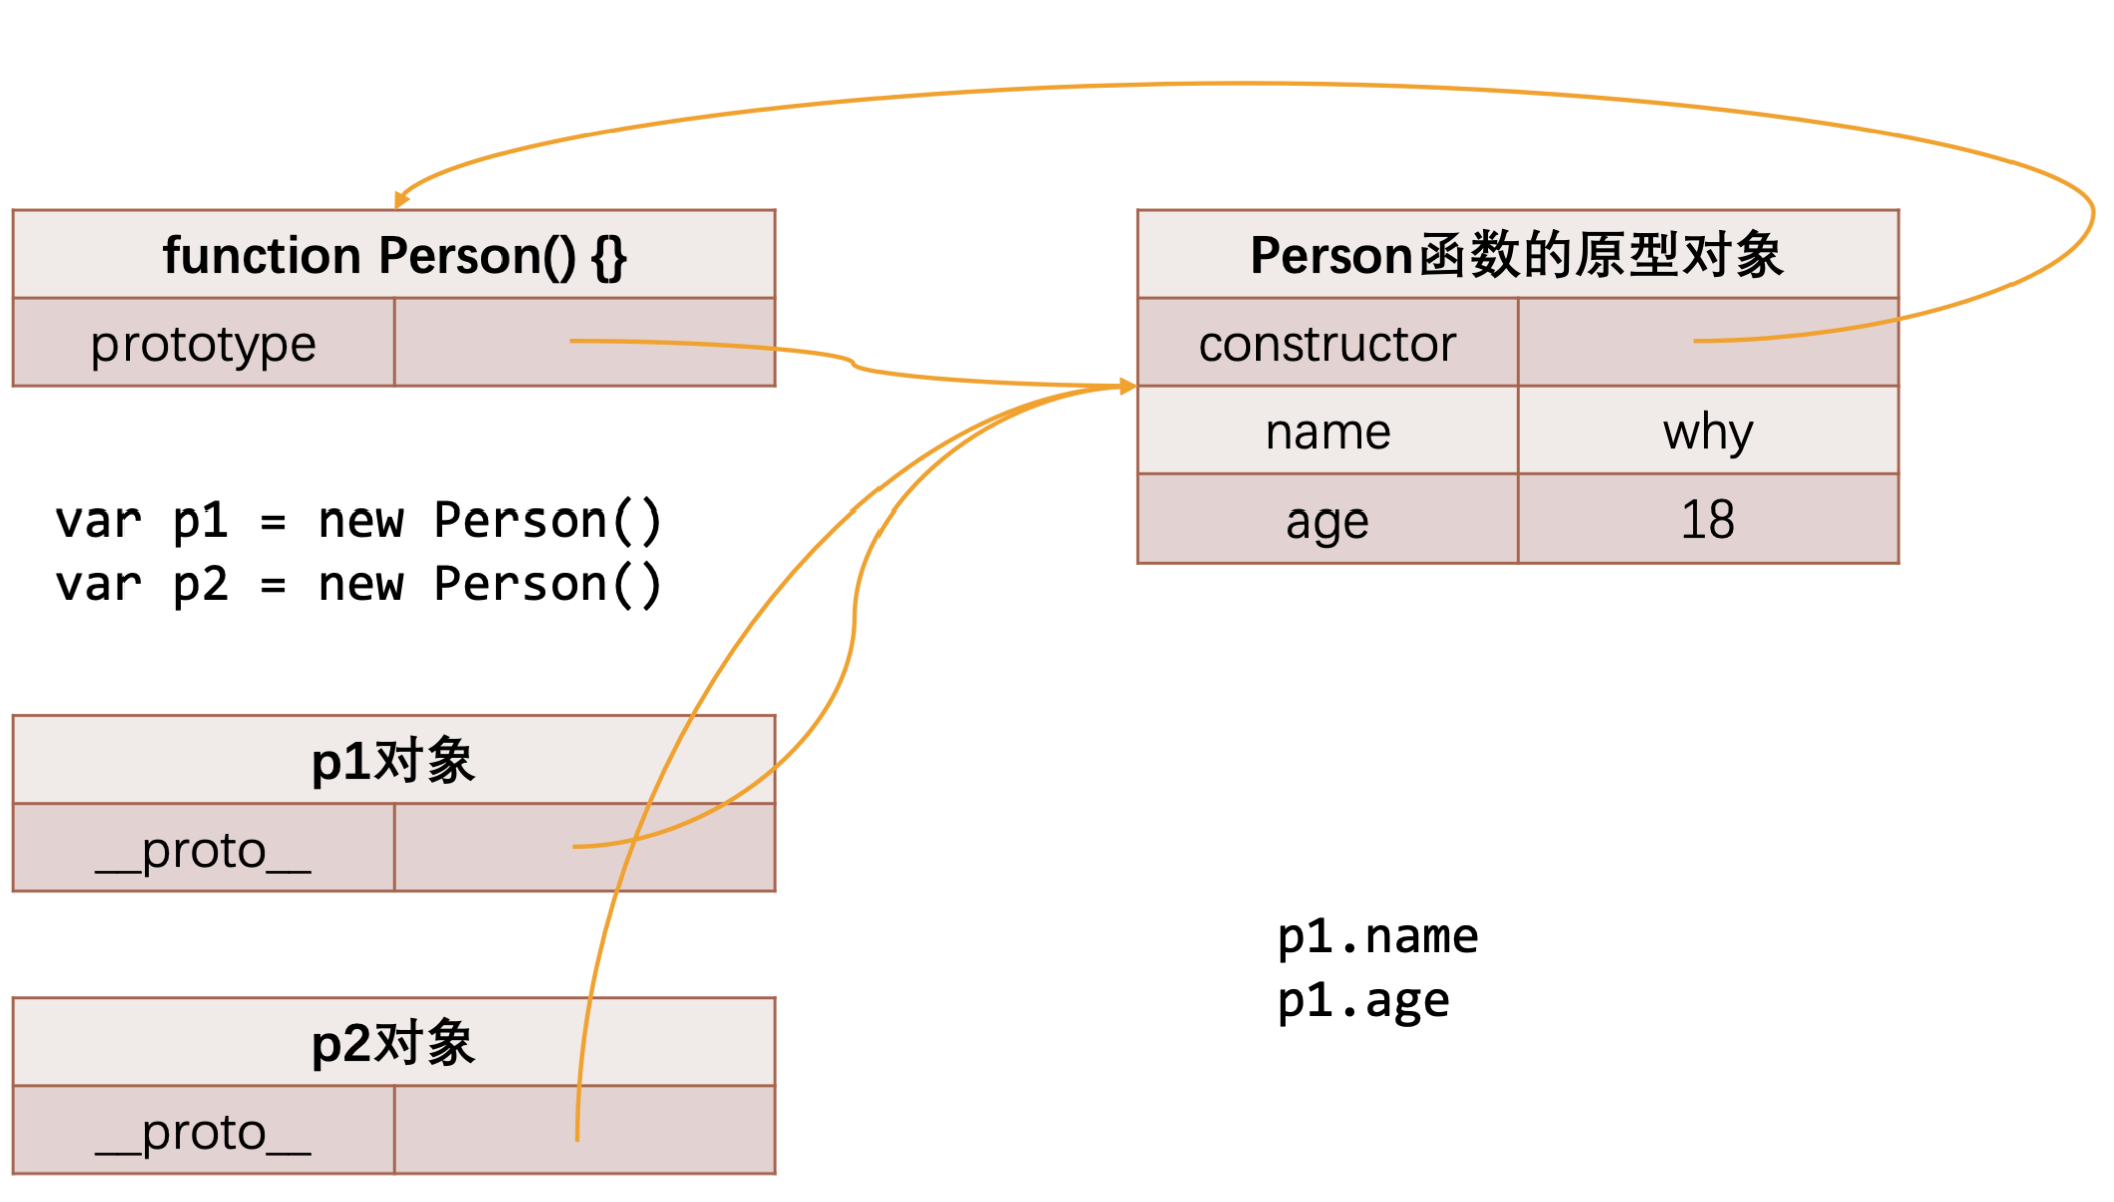 function Person() {}
prototype
Person函数的原型对象
constructor
name why
age 18
var p1 = new Person()
var p2 = new Person()
p1对象
__proto__
p2对象
__proto__
p1.name
p1.age